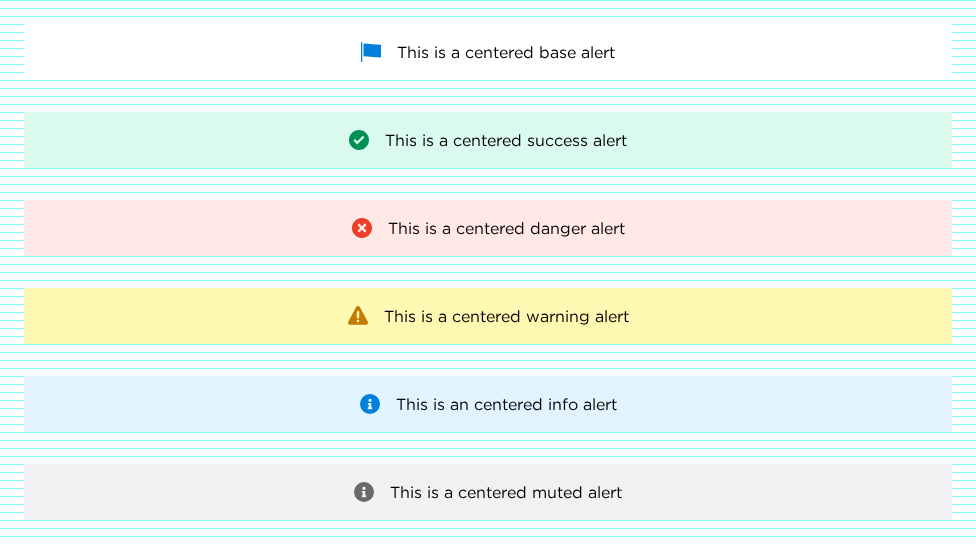 This is a centered base alert
This is a centered success alert
This is a centered danger alert
This is a centered warning alert
This is an centered info alert
This is a centered muted alert